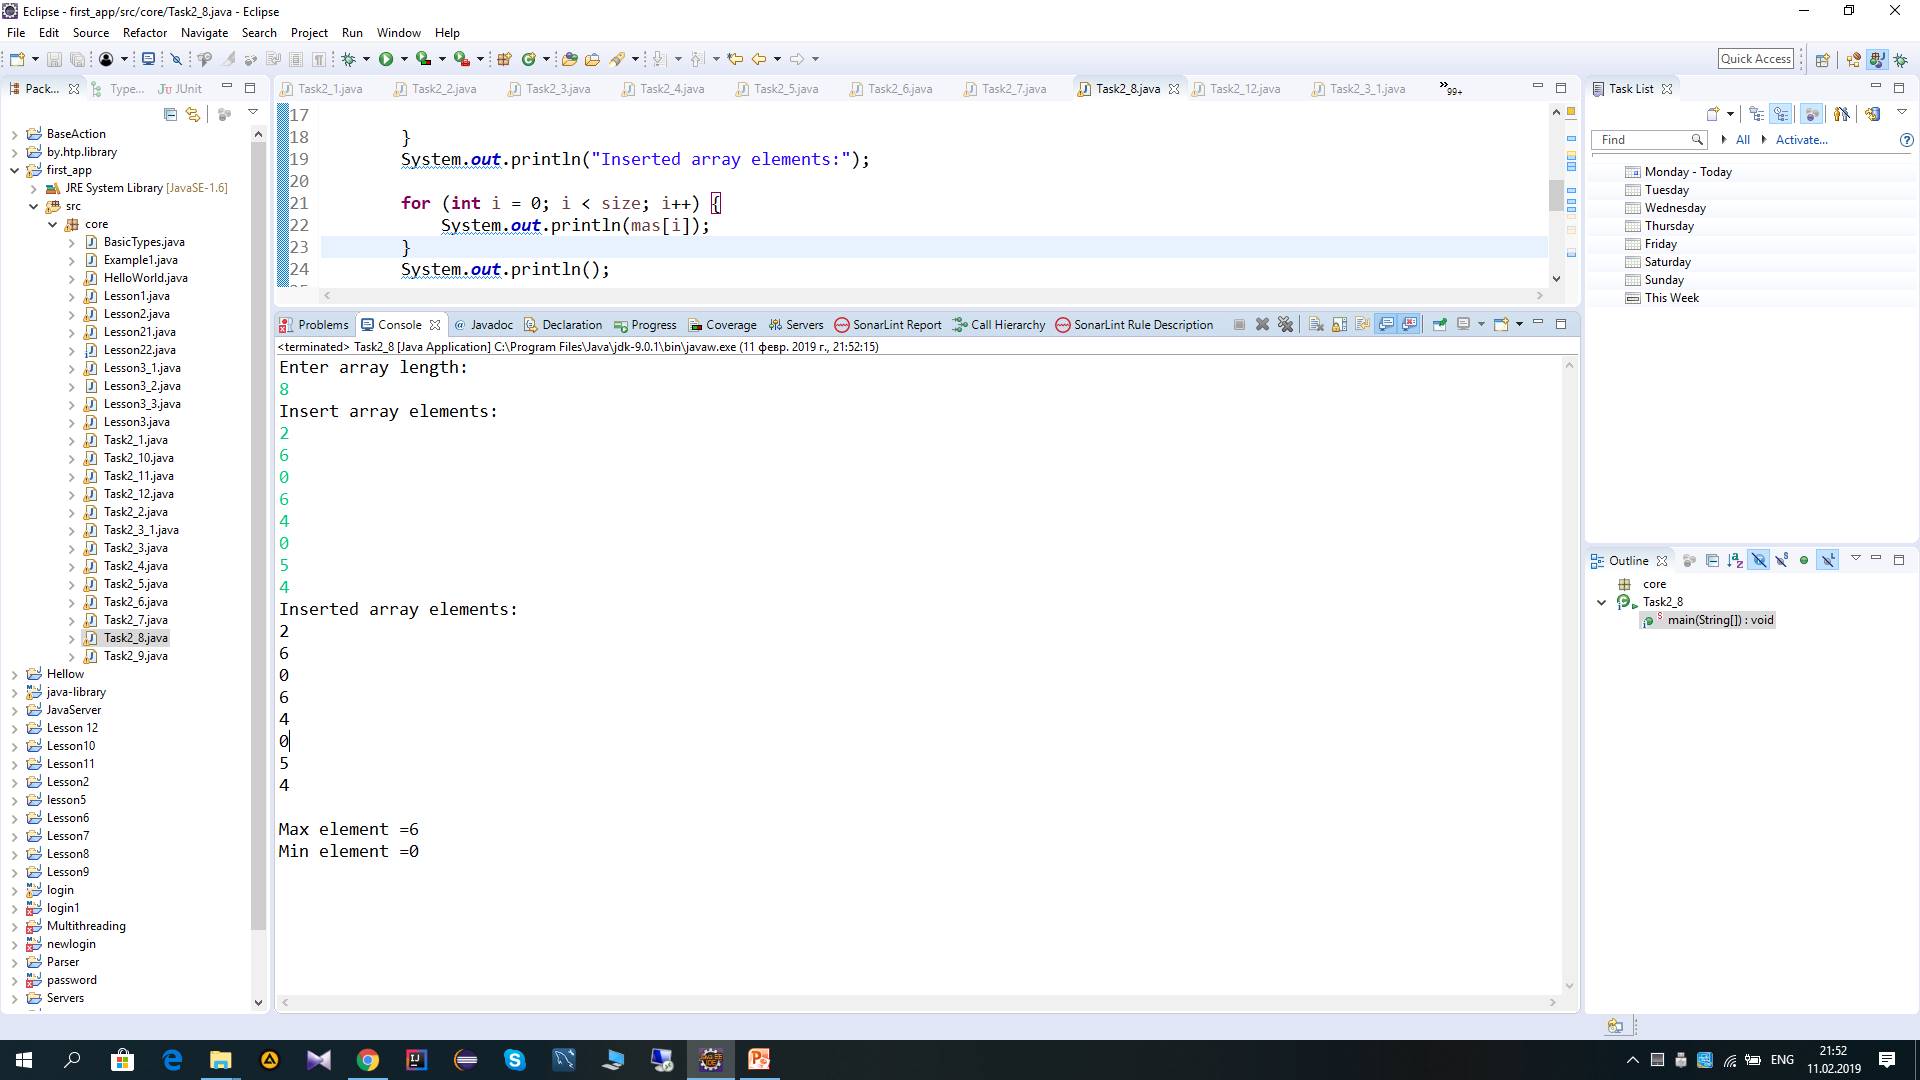 Eclipse - first_app/src/core/Task2_8.java - Eclipse
File Edit Source Refactor Navigate Search Project Run Window Help
Quick Access
Pack... Type... JUnit
BaseAction
by.htp.library
first_app
JRE System Library [JavaSE-1.6]
src
core
BasicTypes.java
Example1.java
HelloWorld.java
Lesson1.java
Lesson2.java
Lesson21.java
Lesson22.java
Lesson3_1.java
Lesson3_2.java
Lesson3_3.java
Lesson3.java
Task2_1.java
Task2_10.java
Task2_11.java
Task2_12.java
Task2_2.java
Task2_3_1.java
Task2_3.java
Task2_4.java
Task2_5.java
Task2_6.java
Task2_7.java
Task2_8.java
Task2_9.java
Hellow
java-library
JavaServer
Lesson 12
Lesson10
Lesson11
Lesson2
lesson5
Lesson6
Lesson7
Lesson8
Lesson9
login
login1
Multithreading
newlogin
Parser
password
Servers
Task2_1.java Task2_2.java Task2_3.java Task2_4.java Task2_5.java Task2_6.java Task2_7.java Task2_8.java Task2_12.java Task2_3_1.java »99+
17
18 }
19 System.out.println("Inserted array elements:");
20
21 for (int i = 0; i < size; i++) {
22 System.out.println(mas[i]);
23 }
24 System.out.println();
Problems Console @ Javadoc Declaration Progress Coverage Servers SonarLint Report Call Hierarchy SonarLint Rule Description
<terminated> Task2_8 [Java Application] C:\Program Files\Java\jdk-9.0.1\bin\javaw.exe (11 февр. 2019 г., 21:52:15)
Enter array length:
8
Insert array elements:
2
6
0
6
4
0
5
4
Inserted array elements:
2
6
0
6
4
0
5
4
Max element =6
Min element =0
Task List
Find All Activate...
Monday - Today
Tuesday
Wednesday
Thursday
Friday
Saturday
Sunday
This Week
Outline
core
Task2_8
main(String[]) : void
ENG
21:52
11.02.2019